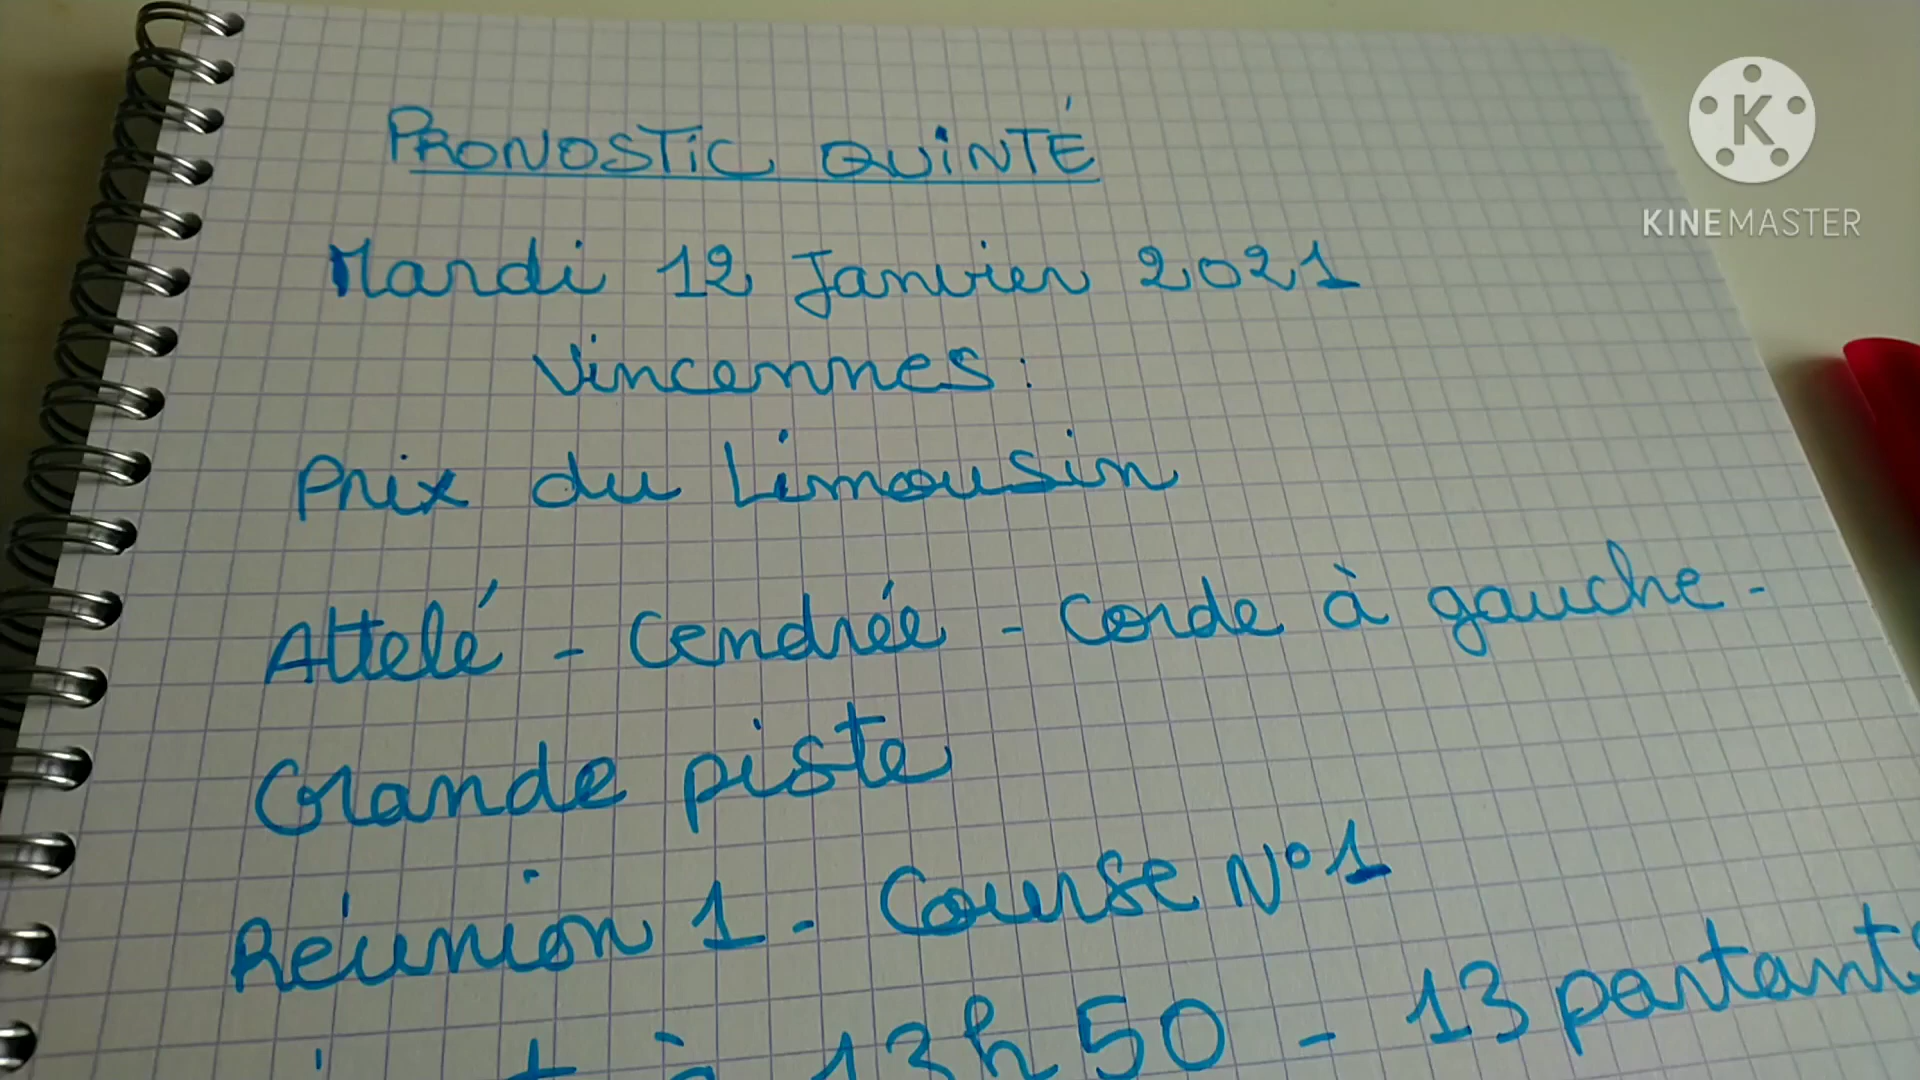 PRONOSTIC QUINTÉ
Mardi 12 Janvier 2021
Vincennes:
Prix du Limousin
Attelé - Cendrée - Corde à gauche -
Grande piste
Réunion 1 - Course N°1
à 13h50 - 13 partants
K
KINEMASTER